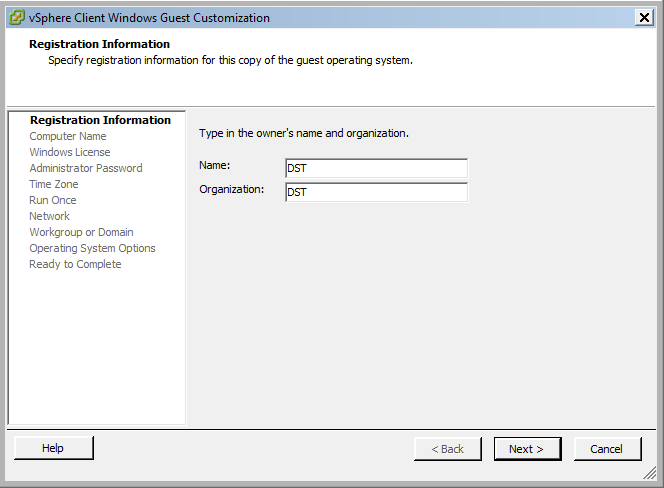 vSphere Client Windows Guest Customization
Registration Information
Specify registration information for this copy of the guest operating system.
Registration Information
Computer Name
Windows License
Administrator Password
Time Zone
Run Once
Network
Workgroup or Domain
Operating System Options
Ready to Complete
Type in the owner's name and organization.
Name: DST
Organization: DST
Help < Back Next > Cancel